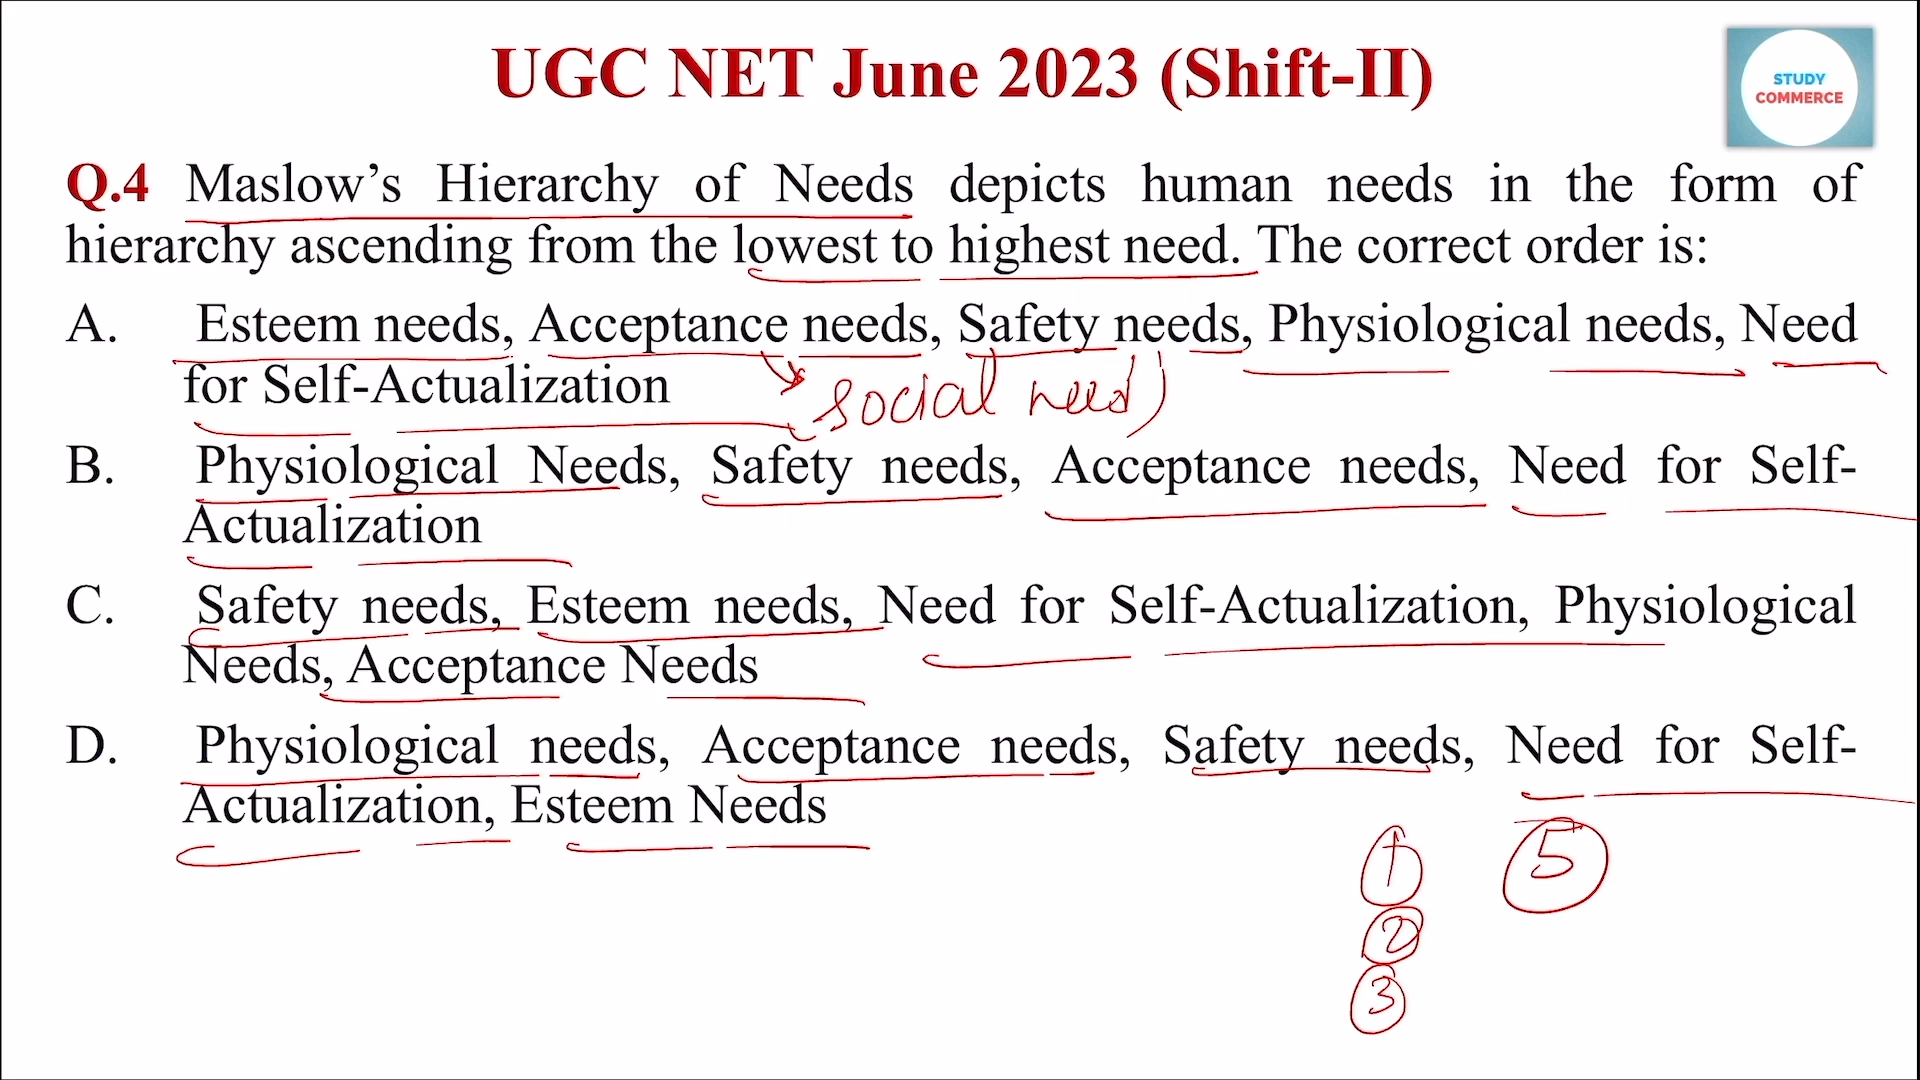 UGC NET June 2023 (Shift-II)
STUDY
COMMERCE
Q.4 Maslow’s Hierarchy of Needs depicts human needs in the form of
hierarchy ascending from the lowest to highest need. The correct order is:
A. Esteem needs, Acceptance needs, Safety needs, Physiological needs, Need
for Self-Actualization
social need)
B. Physiological Needs, Safety needs, Acceptance needs, Need for Self-
Actualization
C. Safety needs, Esteem needs, Need for Self-Actualization, Physiological
Needs, Acceptance Needs
D. Physiological needs, Acceptance needs, Safety needs, Need for Self-
Actualization, Esteem Needs
1
5
2
3